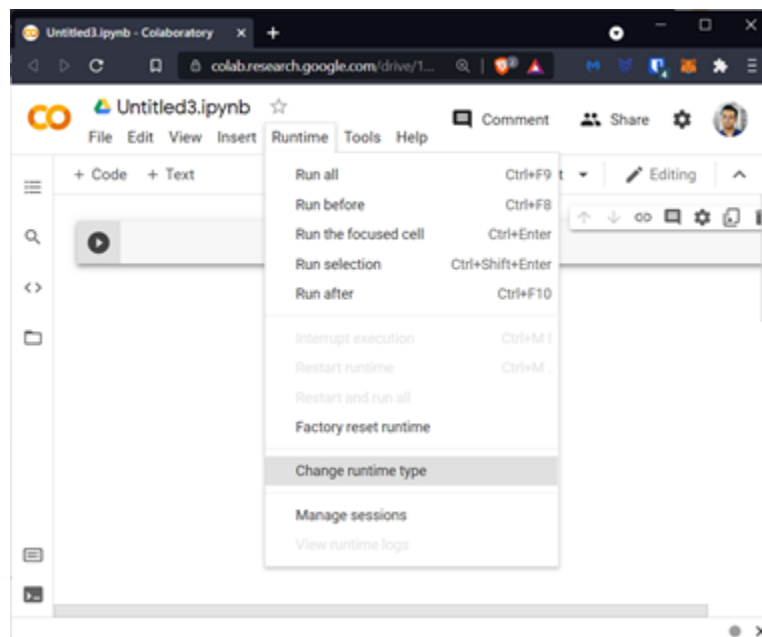 Untitled3.ipynb - Colaboratory
colab.research.google.com/drive/1...
Untitled3.ipynb
Comment
Share
File Edit View Insert Runtime Tools Help
+ Code + Text
Editing
Run all Ctrl+F9
Run before Ctrl+F8
Run the focused cell Ctrl+Enter
Run selection Ctrl+Shift+Enter
Run after Ctrl+F10
Interrupt execution Ctrl+M I
Restart runtime Ctrl+M .
Restart and run all
Factory reset runtime
Change runtime type
Manage sessions
View runtime logs